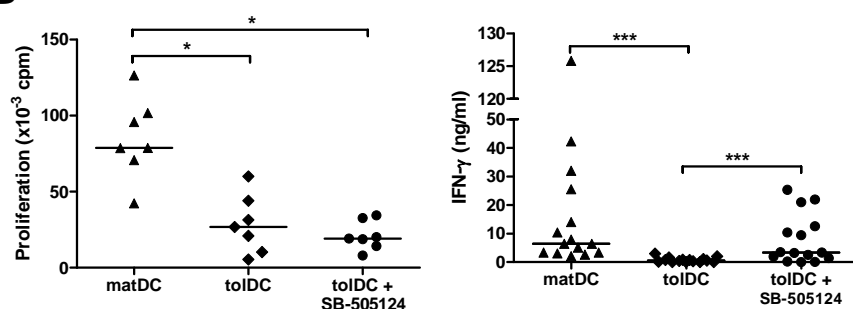 *
*
150
100
50
0
Proliferation (x10⁻³ cpm)
matDC
tolDC
tolDC +
SB-505124
***
***
130
125
120
50
40
30
20
10
0
IFN-γ (ng/ml)
matDC
tolDC
tolDC +
SB-505124